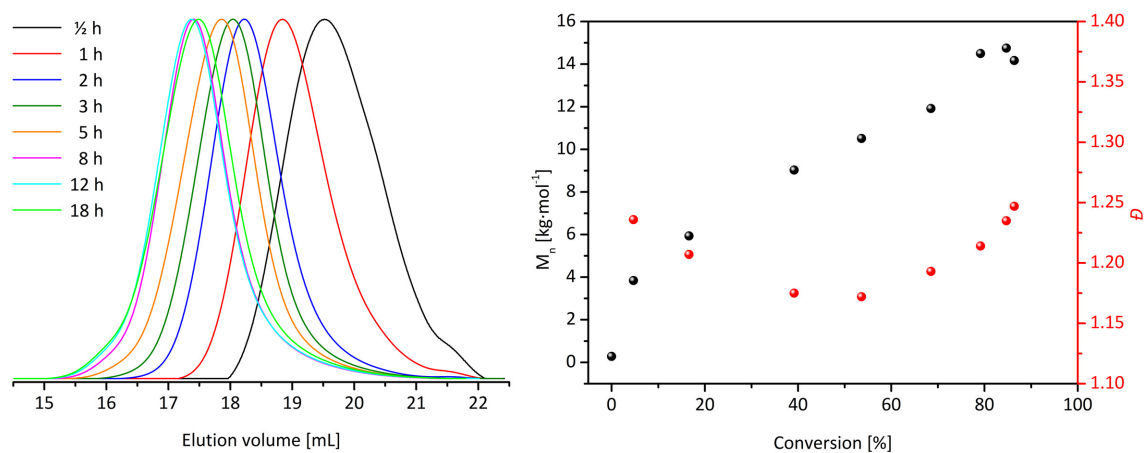 ½ h
1 h
2 h
3 h
5 h
8 h
12 h
18 h
15 16 17 18 19 20 21 22
Elution volume [mL]
16
14
12
10
8
6
4
2
0
Mn [kg·mol-1]
0 20 40 60 80 100
Conversion [%]
1.40
1.35
1.30
1.25
1.20
1.15
1.10
Đ